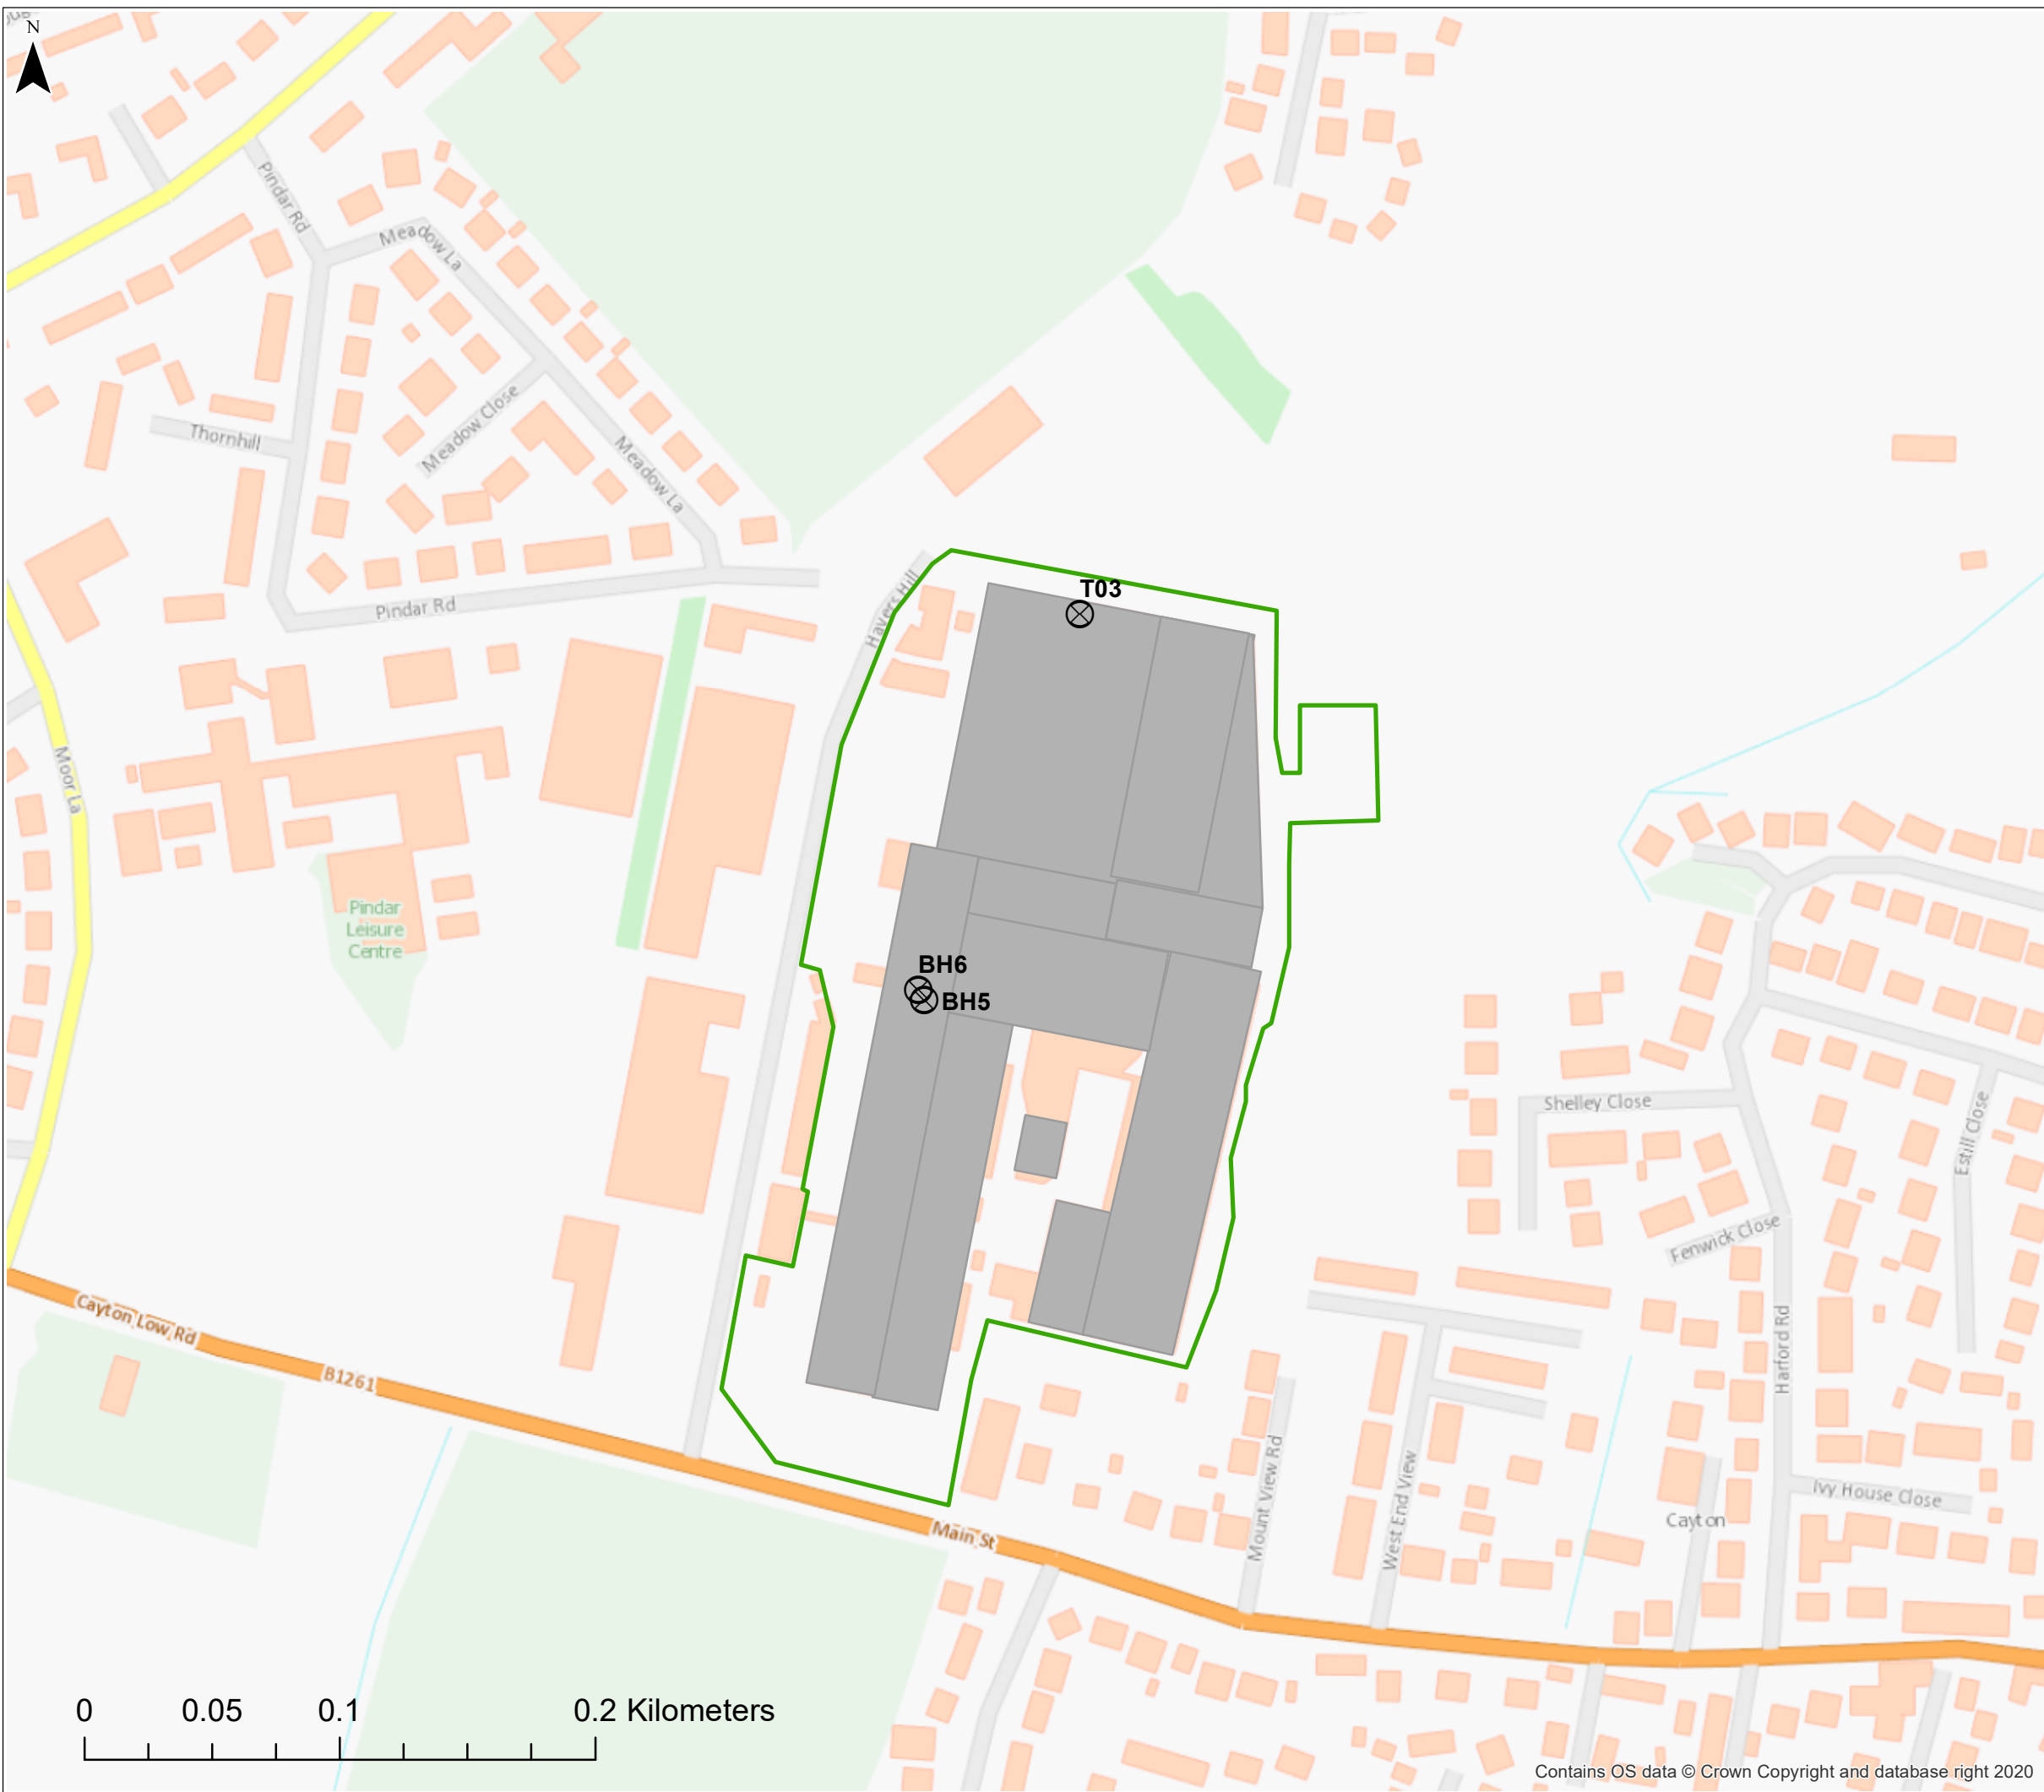 N
Pindar Rd
Meadow La
Thornhill
Meadow Close
Meadow La
Pindar Rd
Havers Hill
T03
Moor La
Pindar
Leisure
Centre
BH6
BH5
Shelley Close
Estill Close
Fenwick Close
Cayton Low Rd
B1261
Harford Rd
Mount View Rd
West End View
Ivy House Close
Cayton
Main St
0 0.05 0.1 0.2 Kilometers
Contains OS data © Crown Copyright and database right 2020